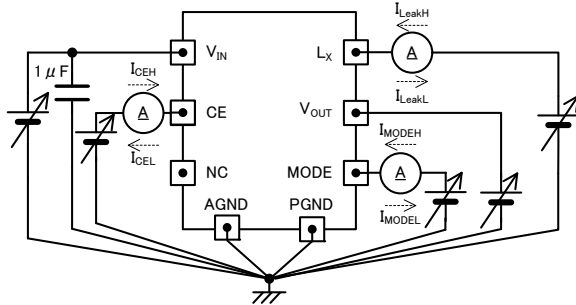 I_LeakH
V_IN
L_X
A
1 μF
I_CEH
I_LeakL
A
CE
V_OUT
I_CEL
I_MODEH
NC
MODE
A
AGND
PGND
I_MODEL